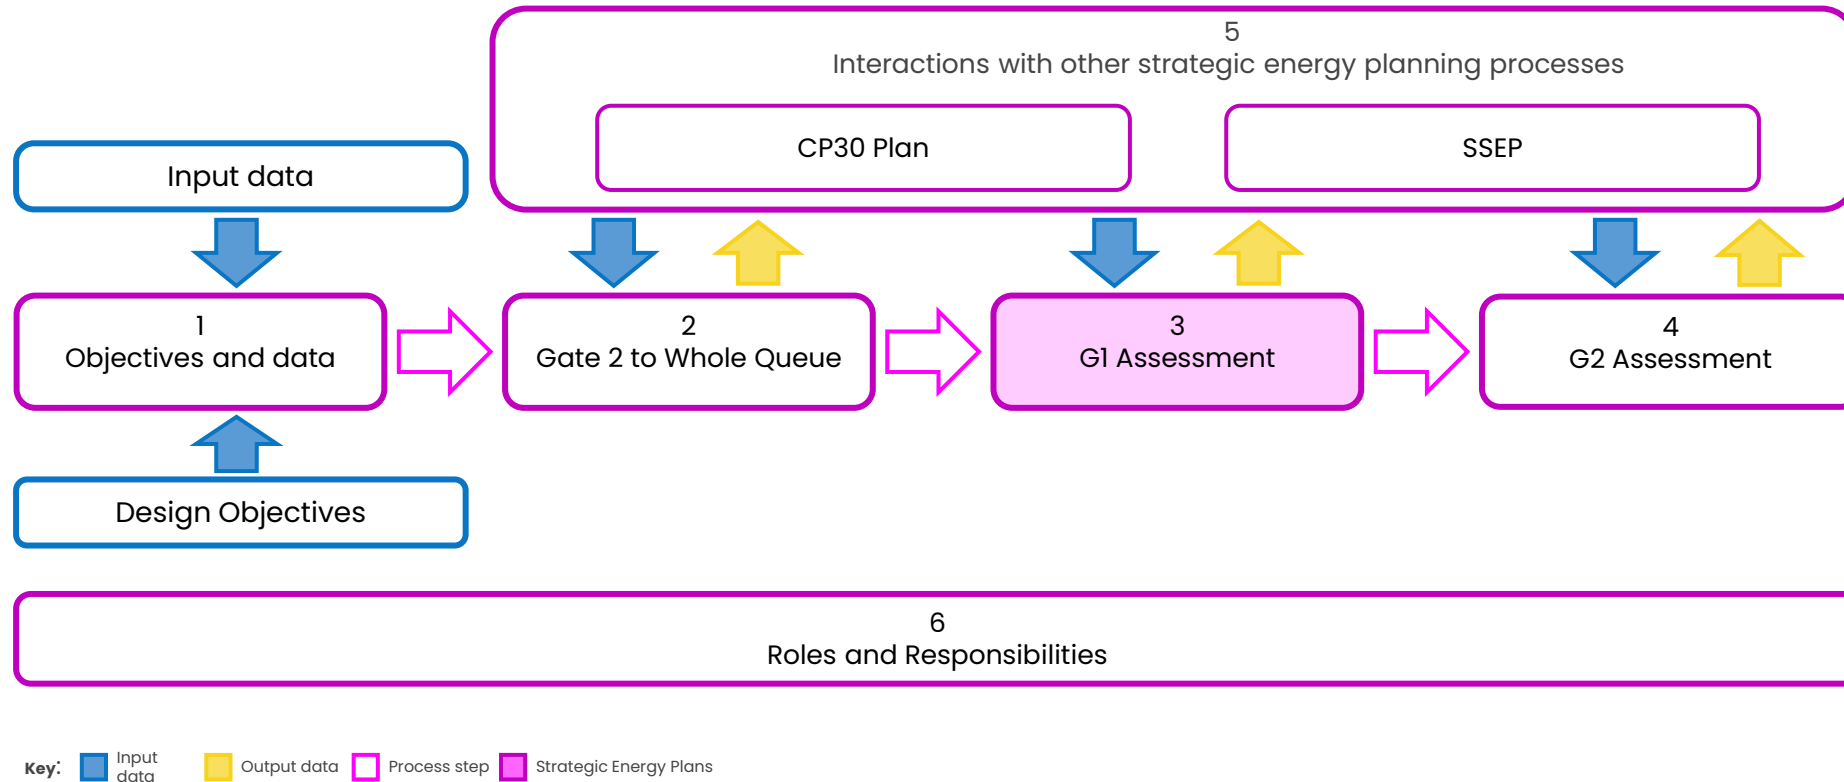 5
Interactions with other strategic energy planning processes
CP30 Plan
SSEP
Input data
1
Objectives and data
2
Gate 2 to Whole Queue
3
G1 Assessment
4
G2 Assessment
Design Objectives
6
Roles and Responsibilities
Key:
Input
data
Output data
Process step
Strategic Energy Plans